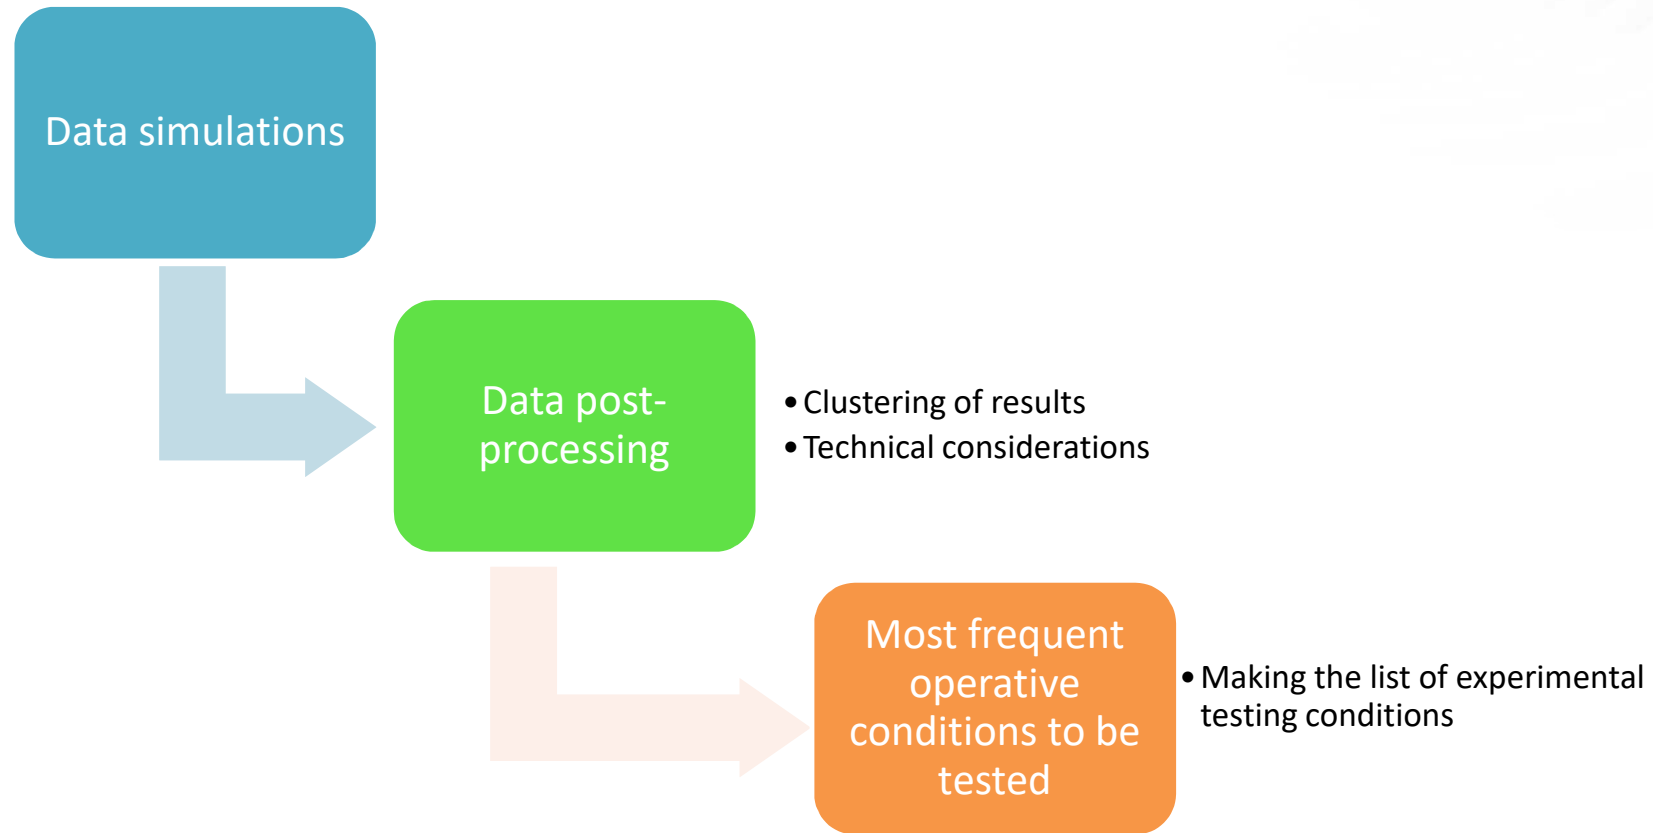 Data simulations
Data post-
processing
• Clustering of results
• Technical considerations
Most frequent
operative
conditions to be
tested
• Making the list of experimental
testing conditions